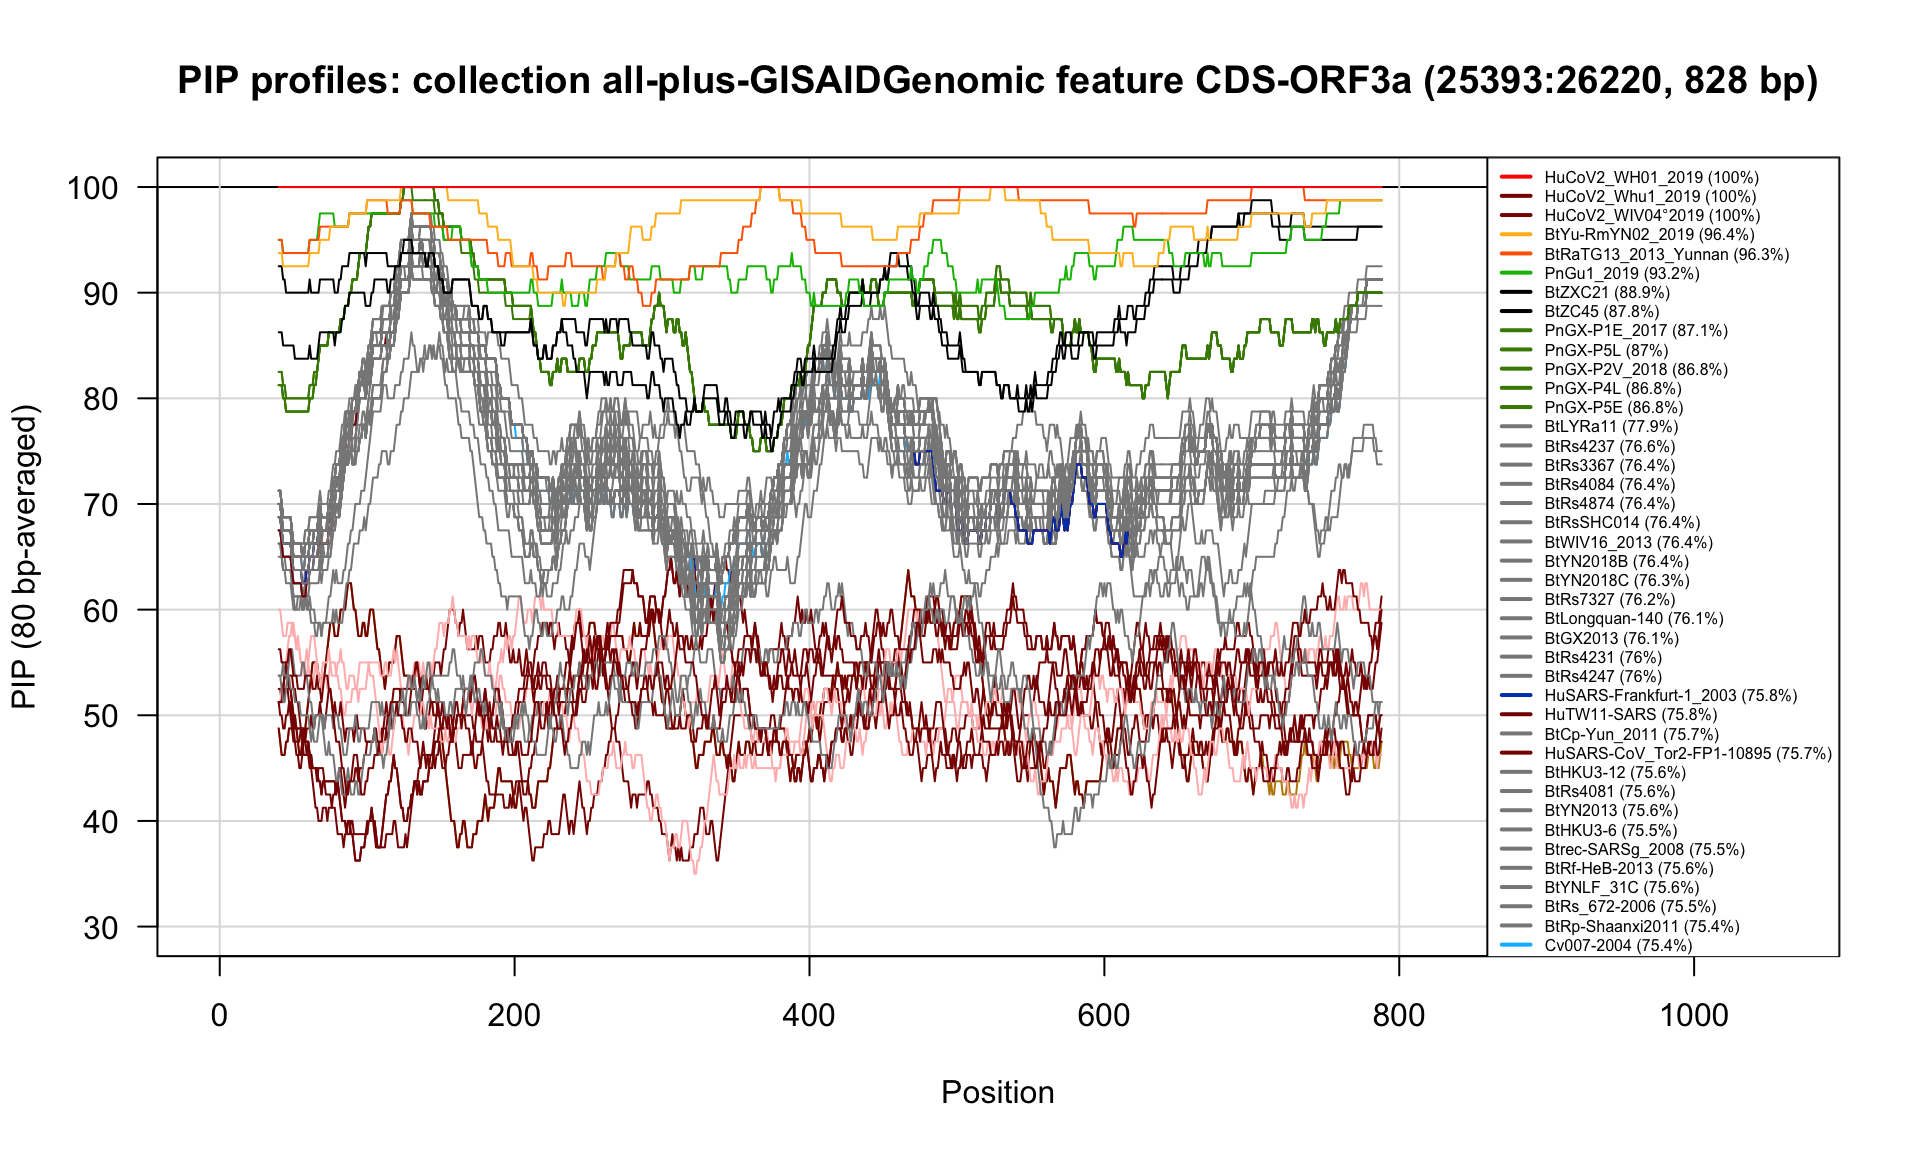 PIP profiles: collection all-plus-GISAIDGenomic feature CDS-ORF3a (25393:26220, 828 bp)
PIP (80 bp-averaged)
100
90
80
70
60
50
40
30
0
200
400
600
800
1000
Position
HuCoV2_WH01_2019 (100%)
HuCoV2_Whu1_2019 (100%)
HuCoV2_WIV04°2019 (100%)
BtYu-RmYN02_2019 (96.4%)
BtRaTG13_2013_Yunnan (96.3%)
PnGu1_2019 (93.2%)
BtZXC21 (88.9%)
BtZC45 (87.8%)
PnGX-P1E_2017 (87.1%)
PnGX-P5L (87%)
PnGX-P2V_2018 (86.8%)
PnGX-P4L (86.8%)
PnGX-P5E (86.8%)
BtLYRa11 (77.9%)
BtRs4237 (76.6%)
BtRs3367 (76.4%)
BtRs4084 (76.4%)
BtRs4874 (76.4%)
BtRsSHC014 (76.4%)
BtWIV16_2013 (76.4%)
BtYN2018B (76.4%)
BtYN2018C (76.3%)
BtRs7327 (76.2%)
BtLongquan-140 (76.1%)
BtGX2013 (76.1%)
BtRs4231 (76%)
BtRs4247 (76%)
HuSARS-Frankfurt-1_2003 (75.8%)
HuTW11-SARS (75.8%)
BtCp-Yun_2011 (75.7%)
HuSARS-CoV_Tor2-FP1-10895 (75.7%)
BtHKU3-12 (75.6%)
BtRs4081 (75.6%)
BtYN2013 (75.6%)
BtHKU3-6 (75.5%)
Btrec-SARSg_2008 (75.5%)
BtRf-HeB-2013 (75.6%)
BtYNLF_31C (75.6%)
BtRs_672-2006 (75.5%)
BtRp-Shaanxi2011 (75.4%)
Cv007-2004 (75.4%)